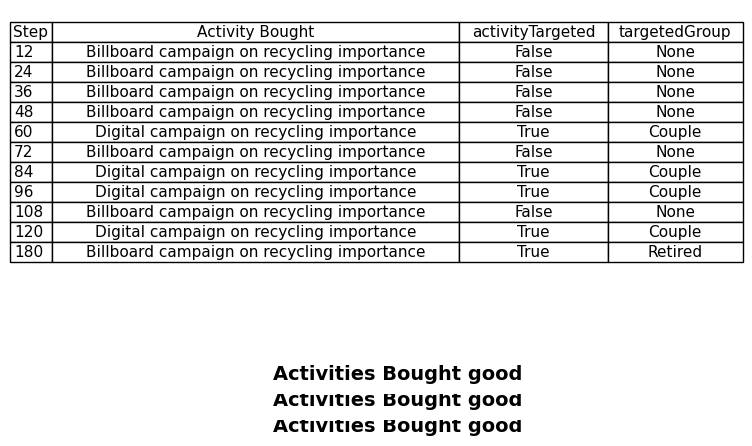 Step Activity Bought activityTargeted targetedGroup
12 Billboard campaign on recycling importance False None
24 Billboard campaign on recycling importance False None
36 Billboard campaign on recycling importance False None
48 Billboard campaign on recycling importance False None
60 Digital campaign on recycling importance True Couple
72 Billboard campaign on recycling importance False None
84 Digital campaign on recycling importance True Couple
96 Digital campaign on recycling importance True Couple
108 Billboard campaign on recycling importance False None
120 Digital campaign on recycling importance True Couple
180 Billboard campaign on recycling importance True Retired
Activities Bought good
Activities Bought good
Activities Bought good